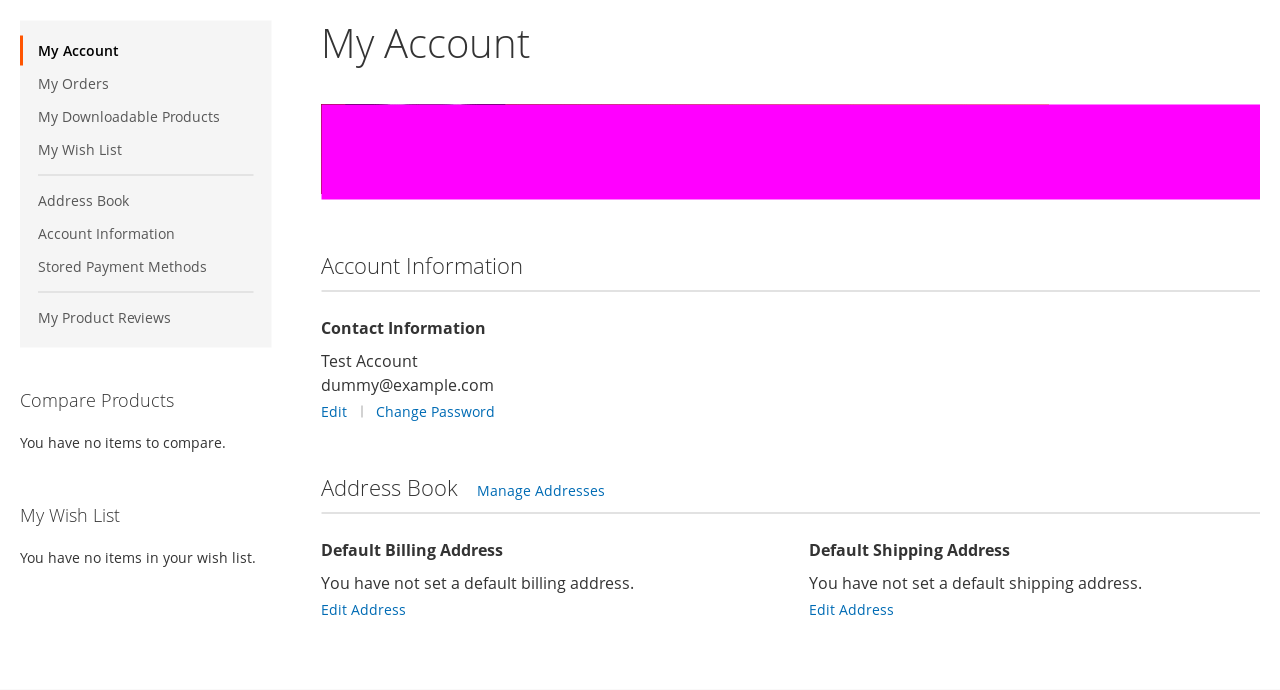 My Account
My Orders
My Downloadable Products
My Wish List
Address Book
Account Information
Stored Payment Methods
My Product Reviews
Compare Products
You have no items to compare.
My Wish List
You have no items in your wish list.
My Account
Account Information
Contact Information
Test Account
dummy@example.com
Edit | Change Password
Address Book Manage Addresses
Default Billing Address
You have not set a default billing address.
Edit Address
Default Shipping Address
You have not set a default shipping address.
Edit Address